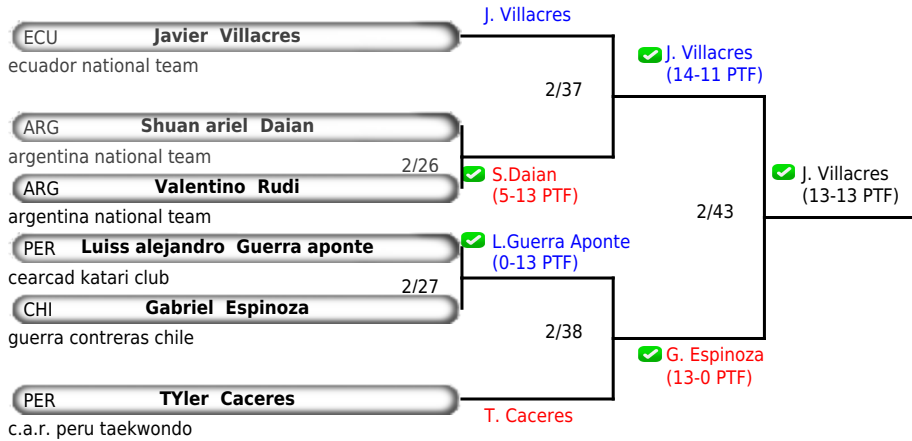 J. Villacres
ECU Javier Villacres
ecuador national team
J. Villacres
(14-11 PTF)
2/37
ARG Shuan ariel Daian
argentina national team
2/26
S.Daian
(5-13 PTF)
ARG Valentino Rudi
argentina national team
J. Villacres
(13-13 PTF)
2/43
PER Luiss alejandro Guerra aponte
cearcad katari club
L.Guerra Aponte
(0-13 PTF)
2/27
CHI Gabriel Espinoza
guerra contreras chile
2/38
G. Espinoza
(13-0 PTF)
PER TYler Caceres
c.a.r. peru taekwondo
T. Caceres